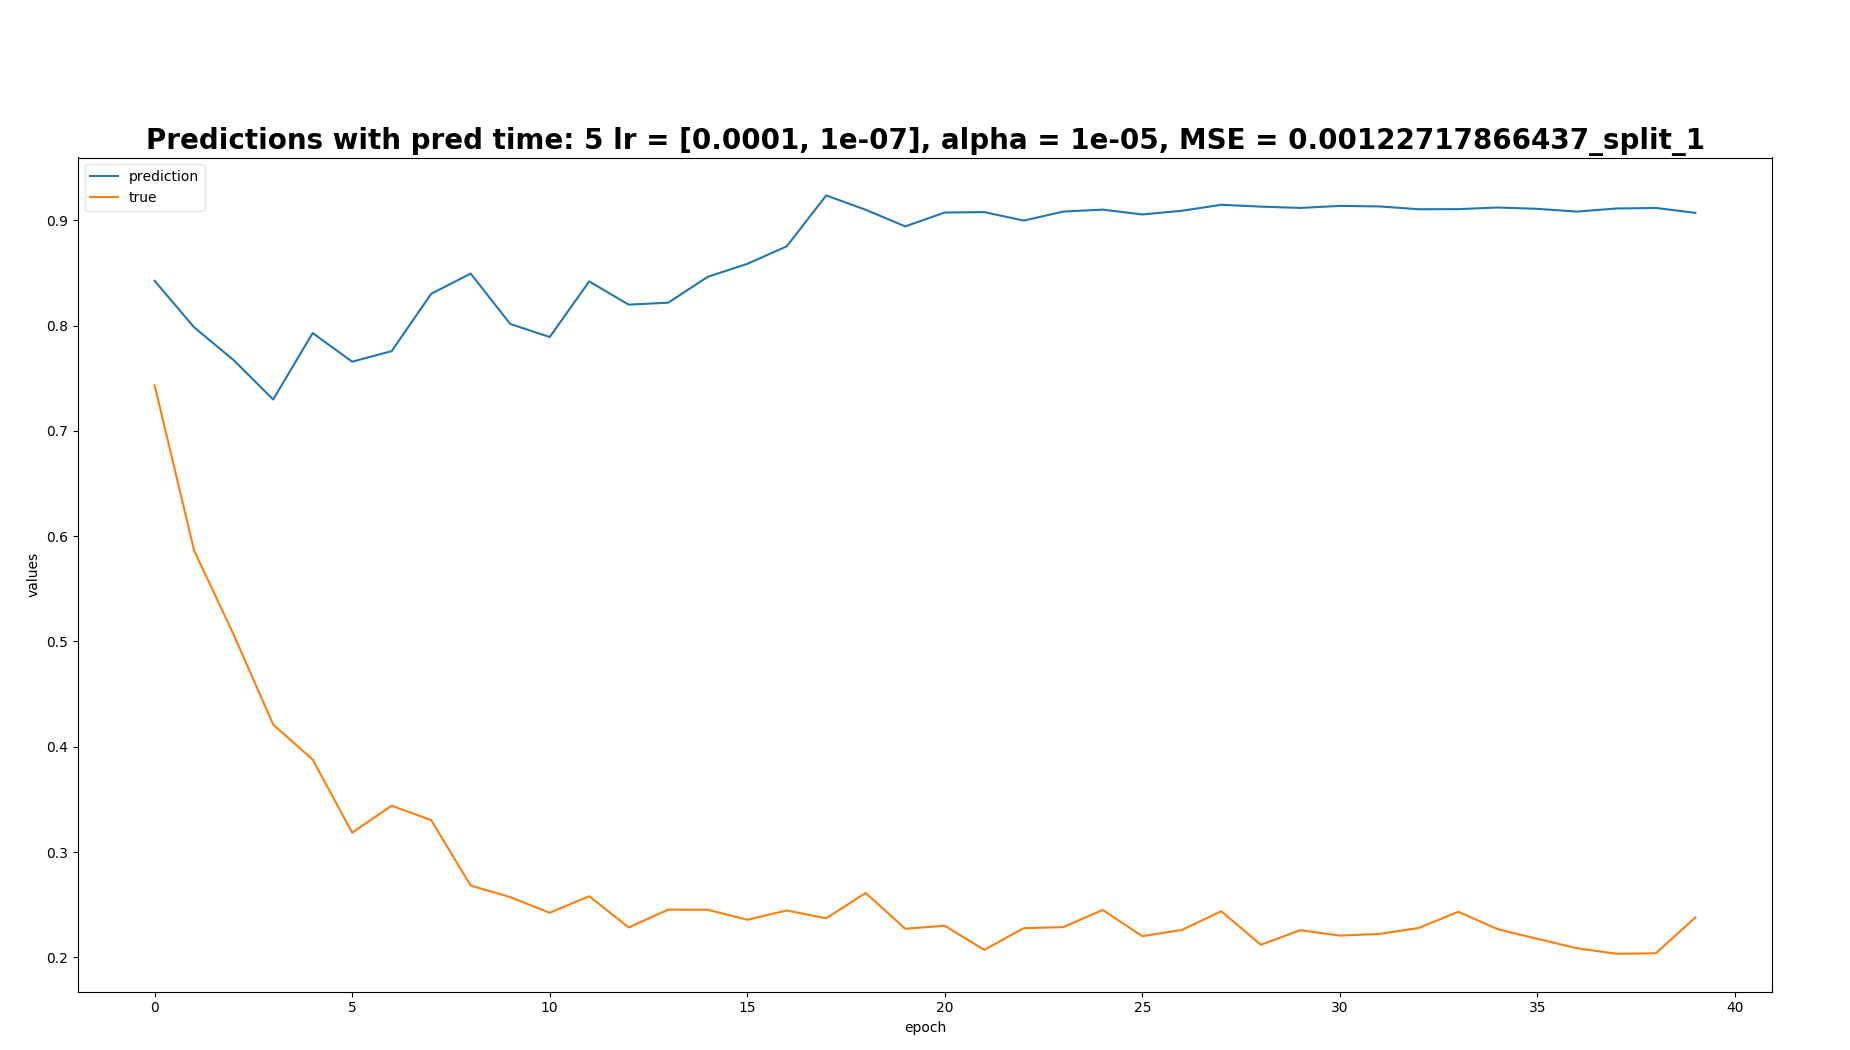 Predictions with pred time: 5 lr = [0.0001, 1e-07], alpha = 1e-05, MSE = 0.00122717866437_split_1
prediction
true
0.9
0.8
0.7
0.6
0.5
0.4
0.3
0.2
values
0 5 10 15 20 25 30 35 40
epoch